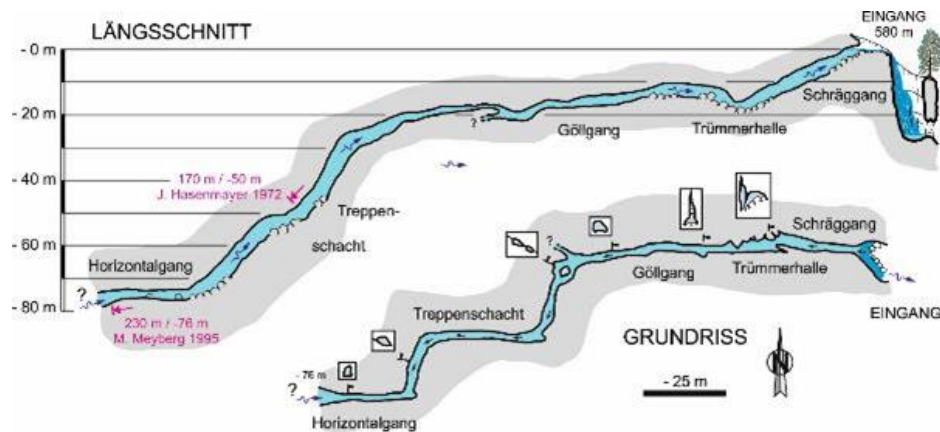 LÄNGSSCHNITT
EINGANG
580 m
- 0 m
- 20 m
- 40 m
- 60 m
- 80 m
Schräggang
Trümmerhalle
Göllgang
?
170 m / -50 m
J. Hasenmayer 1972
Treppen-
schacht
Horizontalgang
?
230 m / -76 m
M. Meyberg 1995
Schräggang
?
Göllgang
Trümmerhalle
Treppenschacht
EINGANG
GRUNDRISS
N
- 25 m
- 76 m
?
Horizontalgang